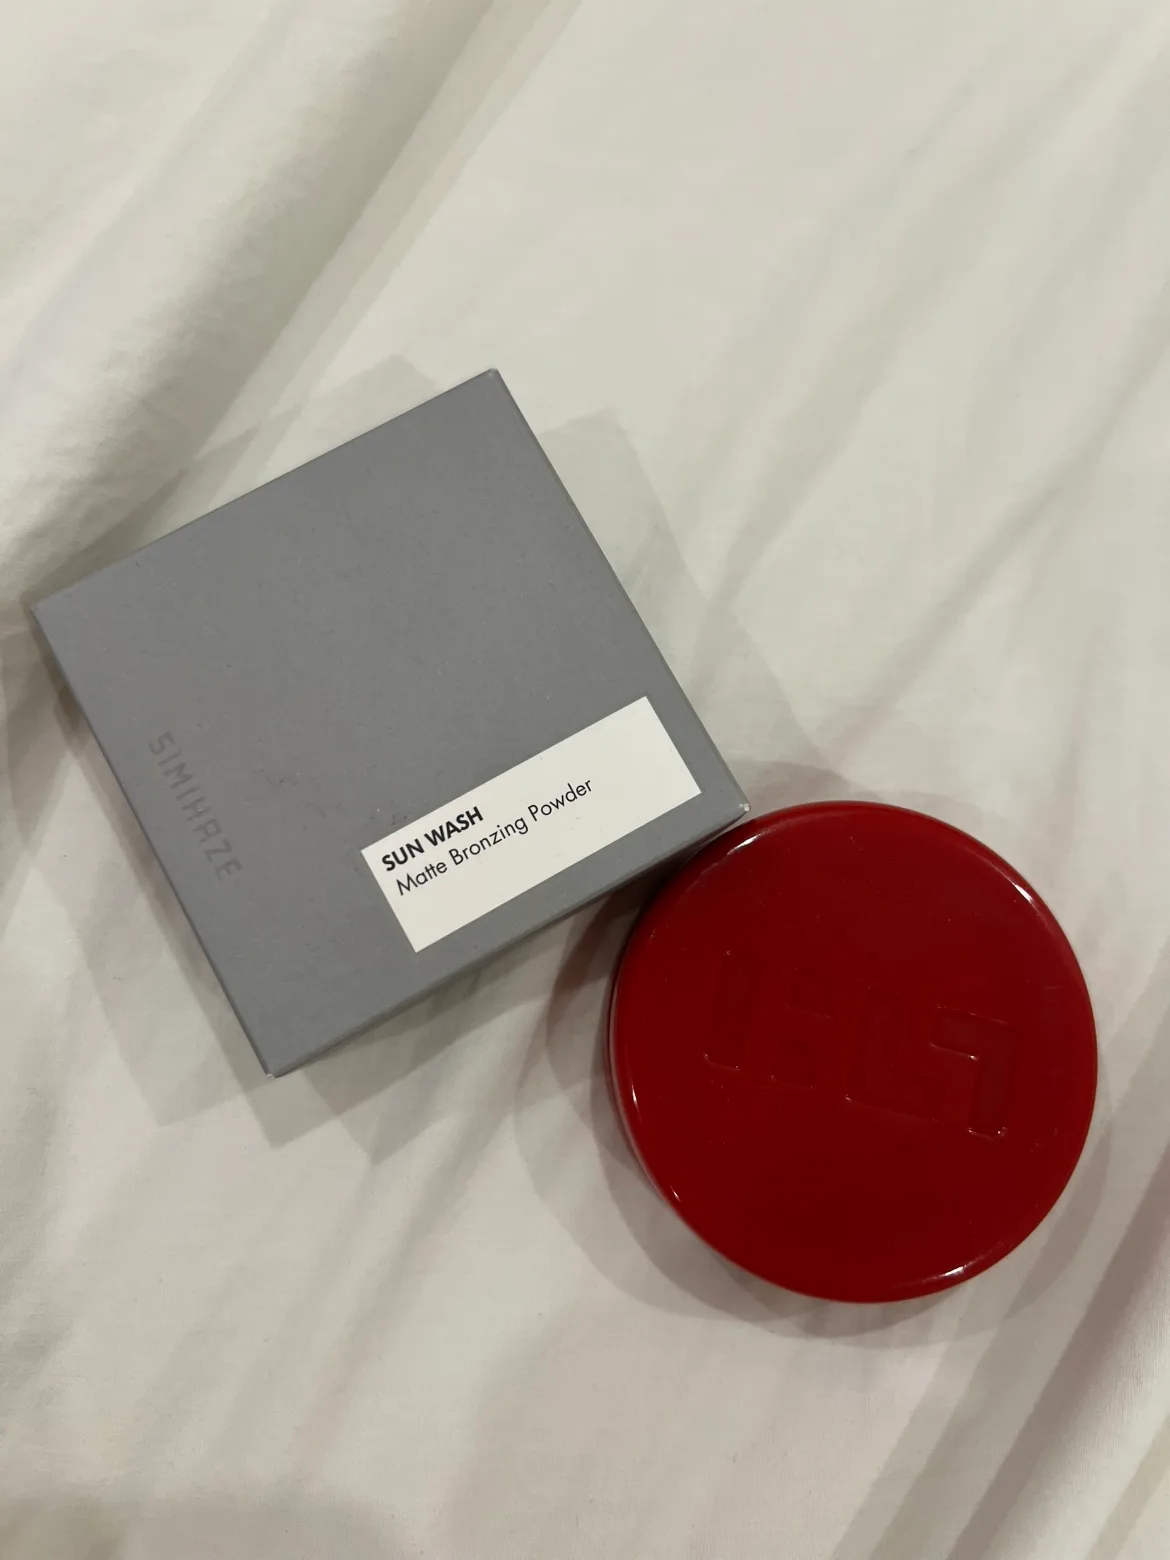 SIMIHAZE
SUN WASH
Matte Bronzing Powder